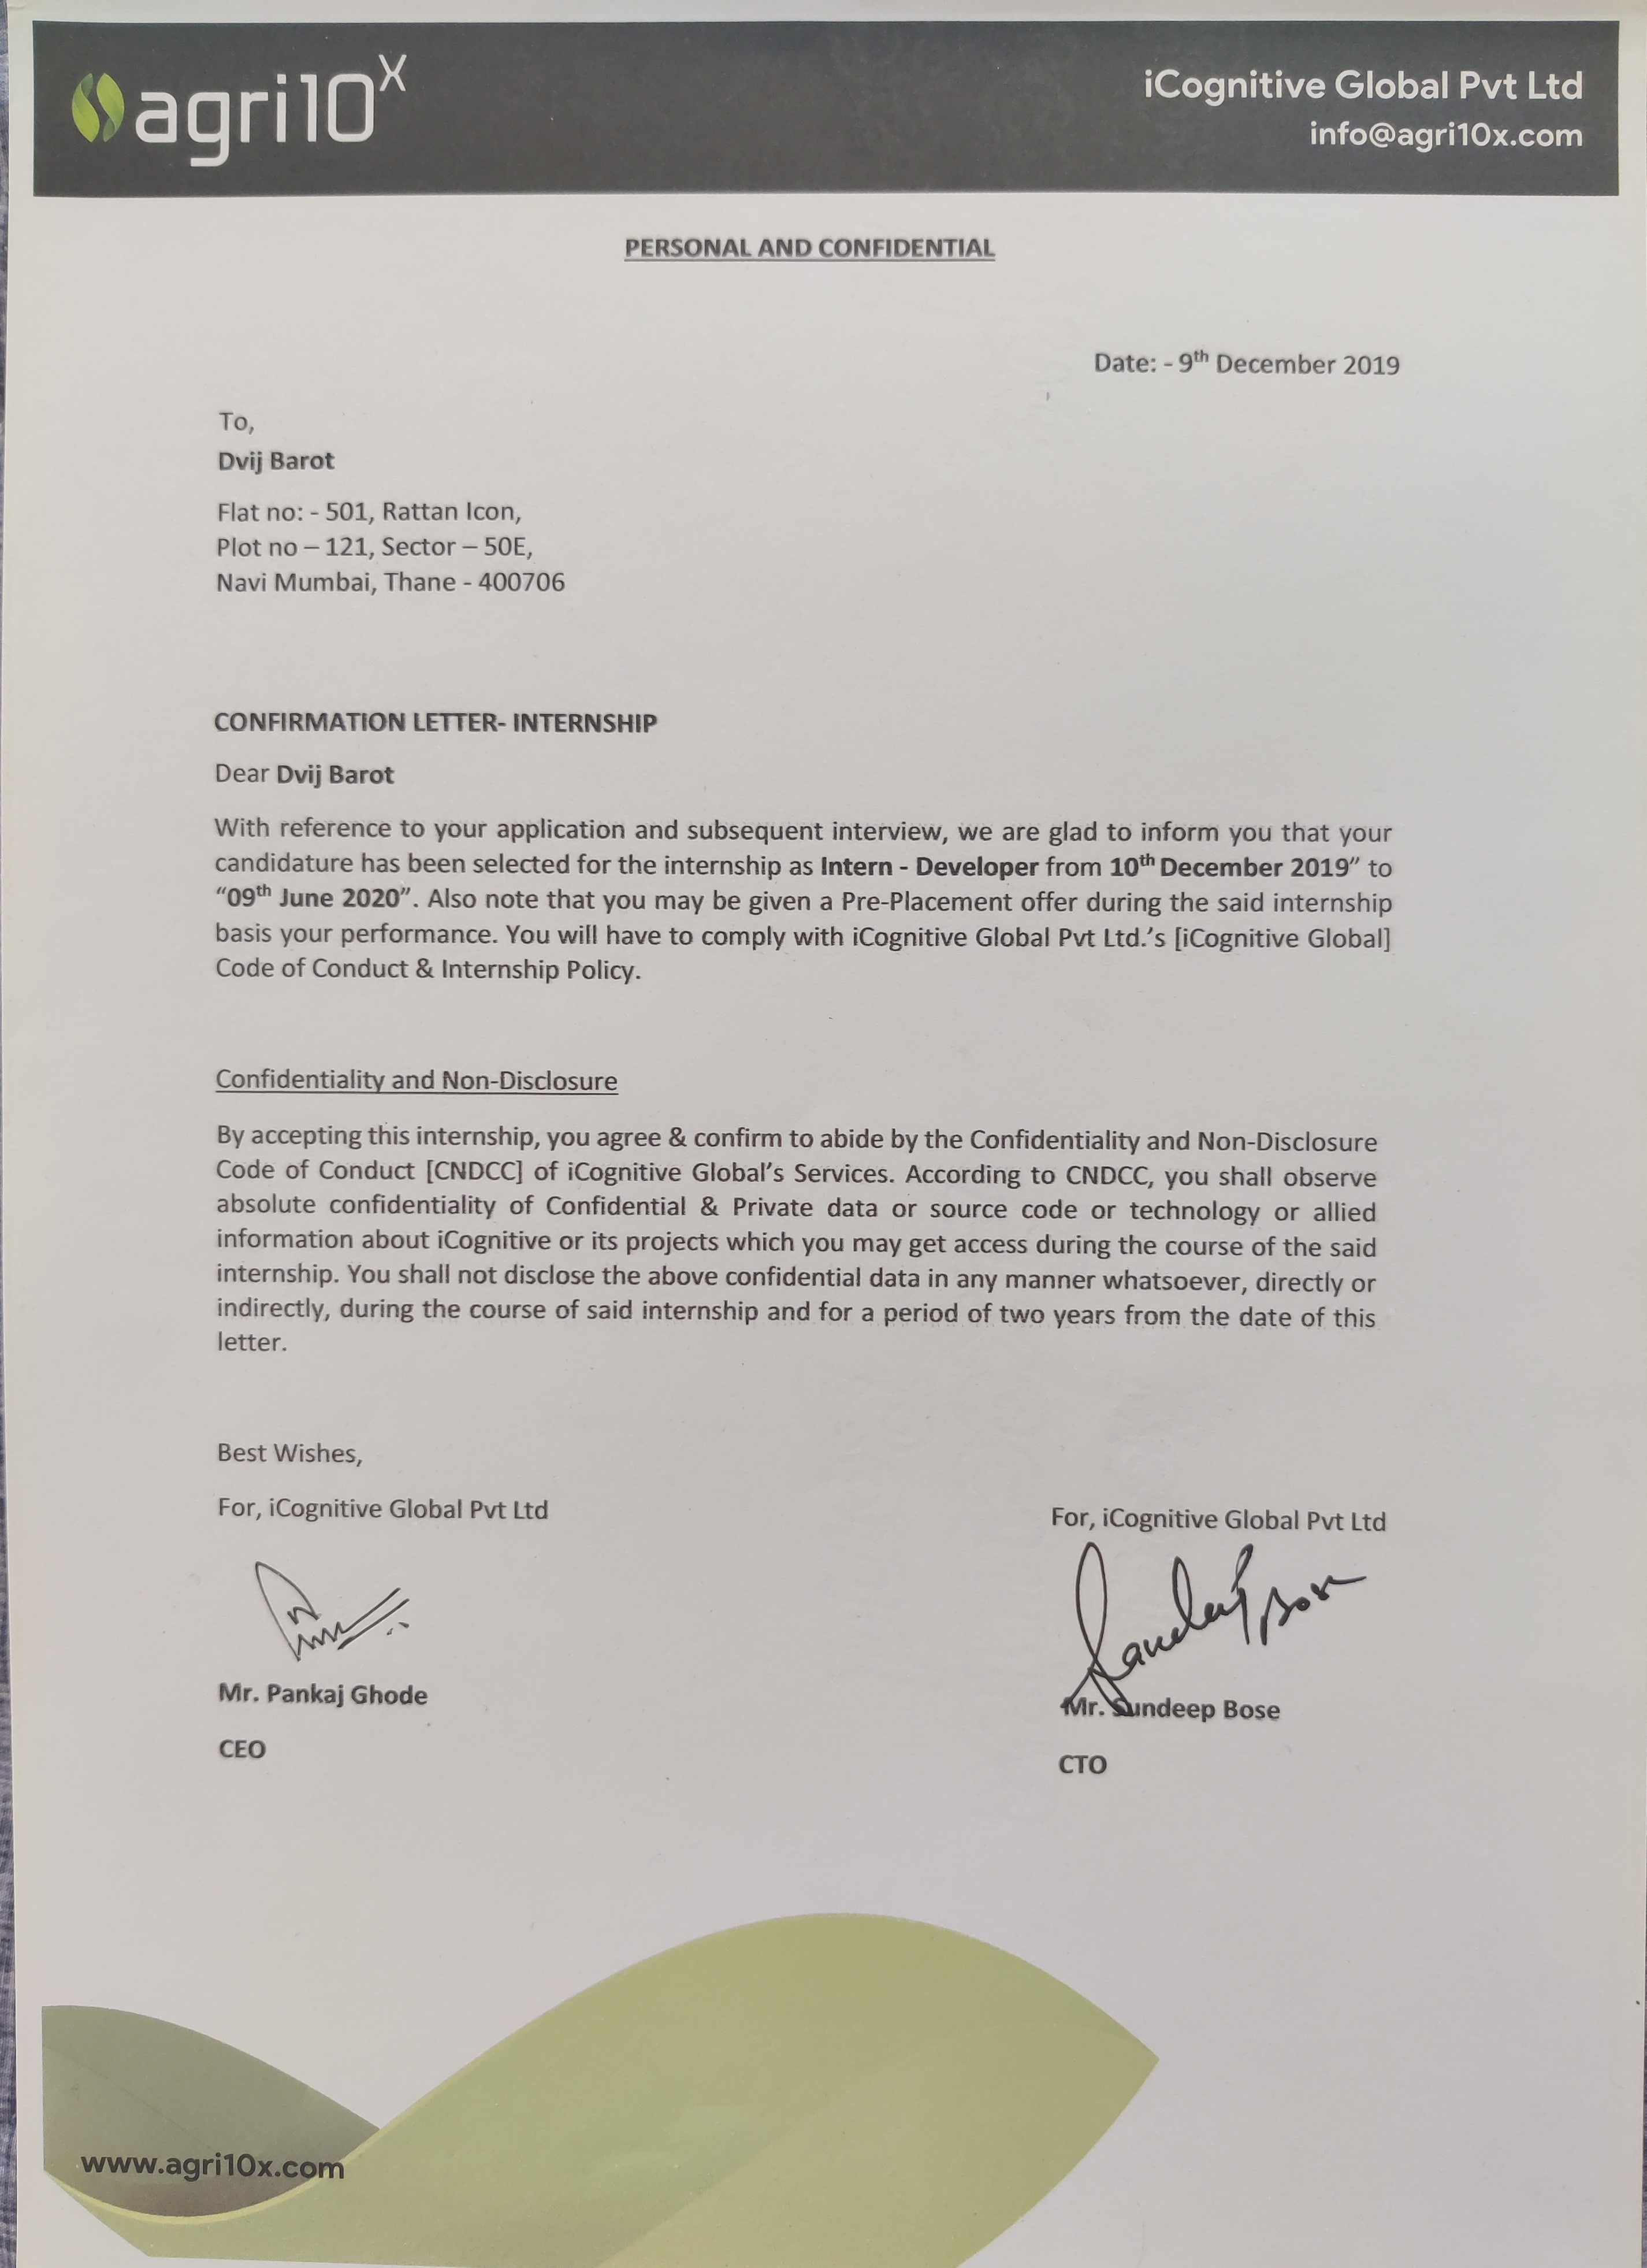 agri10x
iCognitive Global Pvt Ltd
info@agri10x.com
PERSONAL AND CONFIDENTIAL
Date: - 9th December 2019
To,
Dvij Barot
Flat no: - 501, Rattan Icon,
Plot no – 121, Sector – 50E,
Navi Mumbai, Thane - 400706
CONFIRMATION LETTER- INTERNSHIP
Dear Dvij Barot
With reference to your application and subsequent interview, we are glad to inform you that your
candidature has been selected for the internship as Intern - Developer from 10th December 2019” to
“09th June 2020”. Also note that you may be given a Pre-Placement offer during the said internship
basis your performance. You will have to comply with iCognitive Global Pvt Ltd.’s [iCognitive Global]
Code of Conduct & Internship Policy.
Confidentiality and Non-Disclosure
By accepting this internship, you agree & confirm to abide by the Confidentiality and Non-Disclosure
Code of Conduct [CNDCC] of iCognitive Global’s Services. According to CNDCC, you shall observe
absolute confidentiality of Confidential & Private data or source code or technology or allied
information about iCognitive or its projects which you may get access during the course of the said
internship. You shall not disclose the above confidential data in any manner whatsoever, directly or
indirectly, during the course of said internship and for a period of two years from the date of this
letter.
Best Wishes,
For, iCognitive Global Pvt Ltd
For, iCognitive Global Pvt Ltd
Bose
Mr. Pankaj Ghode
Mr. Sundeep Bose
CEO
CTO
www.agri10x.com